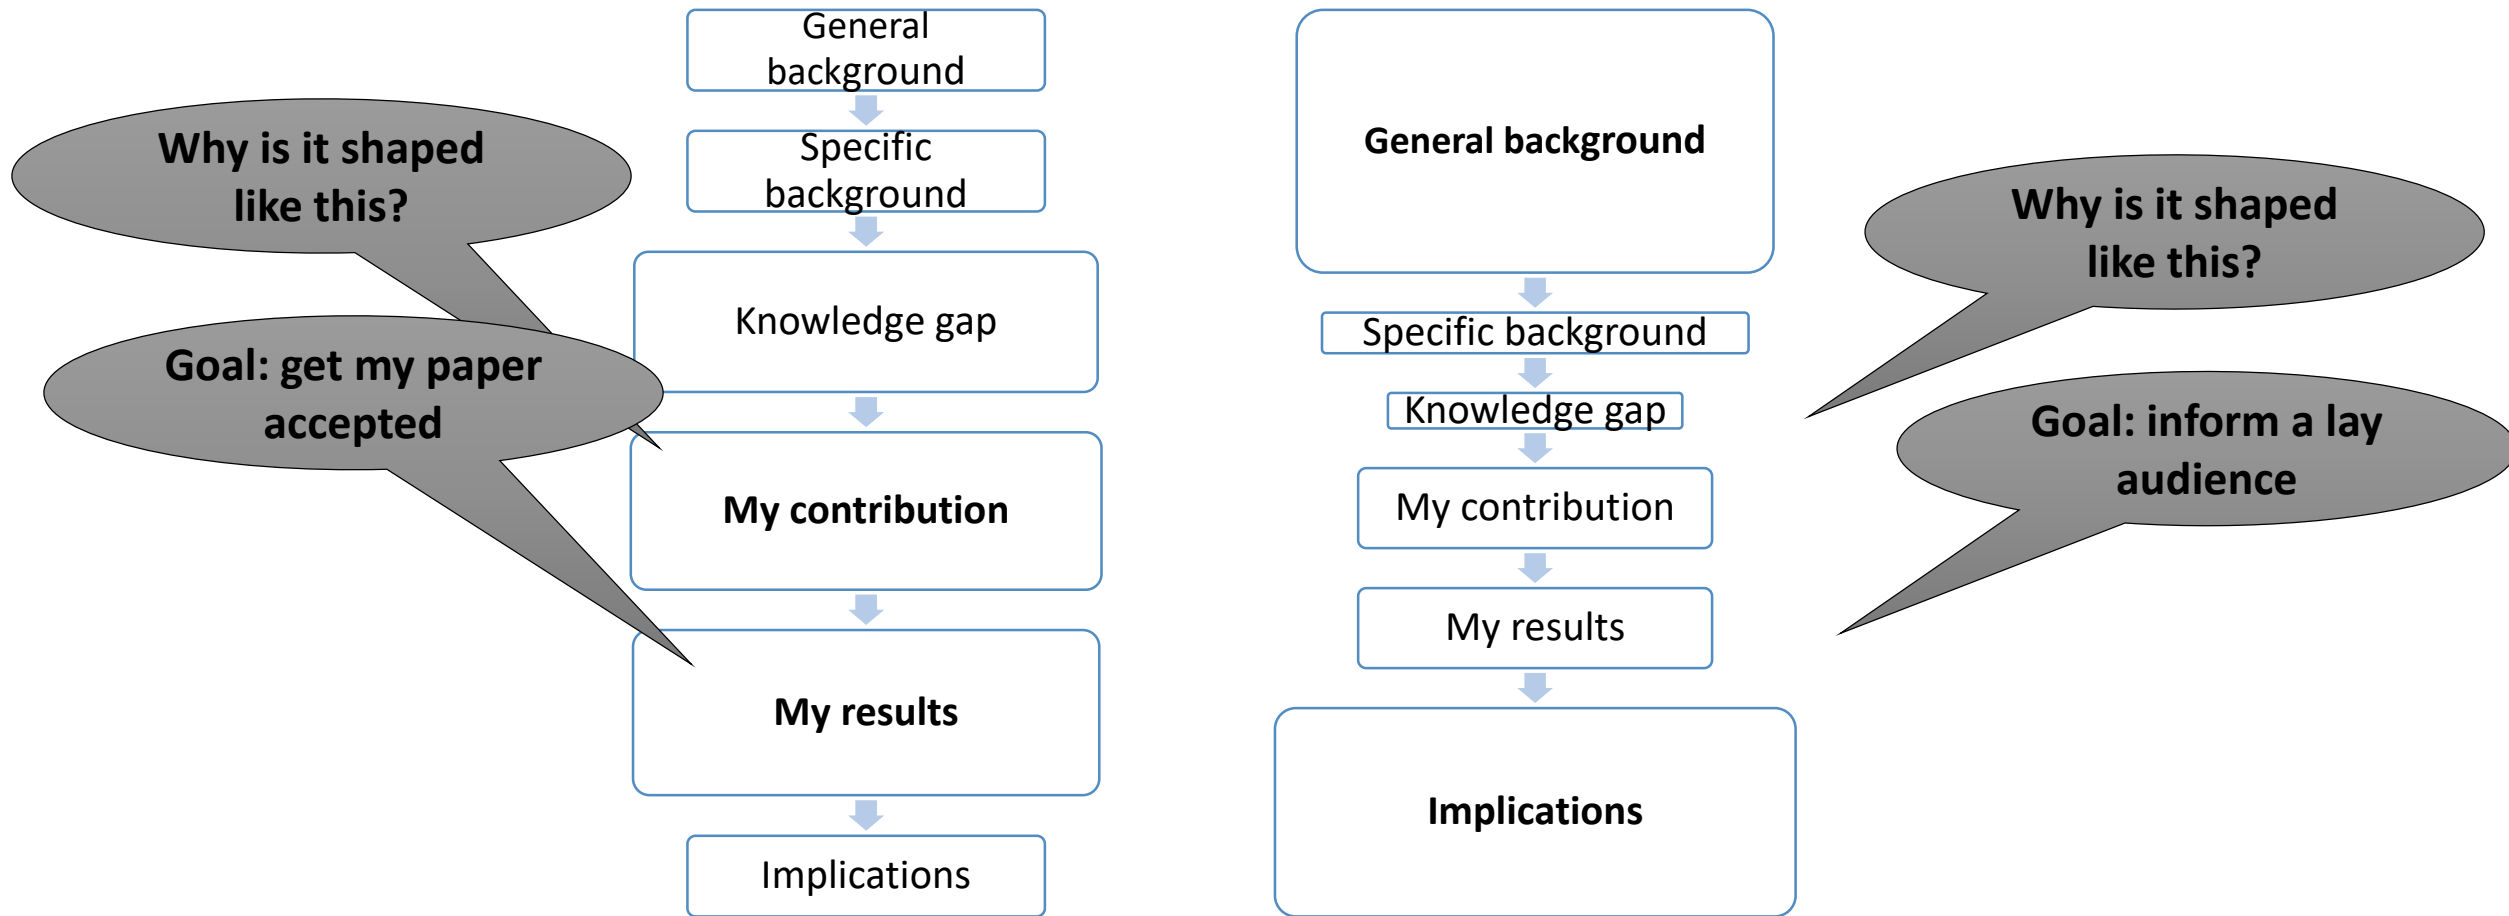 General
background
Specific
background
Knowledge gap
My contribution
My results
Implications
Why is it shaped
like this?
Goal: get my paper
accepted
General background
Specific background
Knowledge gap
My contribution
My results
Implications
Why is it shaped
like this?
Goal: inform a lay
audience